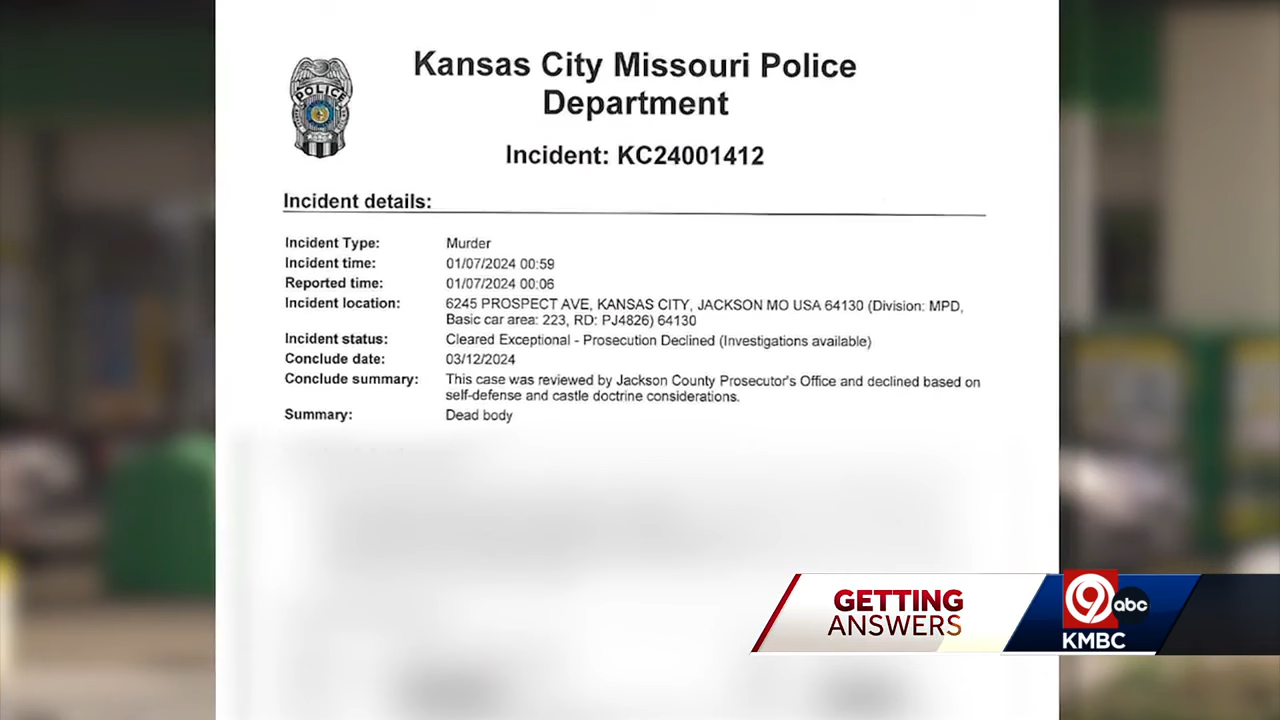 POLICE
Kansas City Missouri Police
Department
Incident: KC24001412
Incident details:
Incident Type: Murder
Incident time: 01/07/2024 00:59
Reported time: 01/07/2024 00:06
Incident location: 6245 PROSPECT AVE, KANSAS CITY, JACKSON MO USA 64130 (Division: MPD,
Basic car area: 223, RD: PJ4826) 64130
Incident status: Cleared Exceptional - Prosecution Declined (Investigations available)
Conclude date: 03/12/2024
Conclude summary: This case was reviewed by Jackson County Prosecutor's Office and declined based on
self-defense and castle doctrine considerations.
Summary: Dead body
GETTING
ANSWERS
9 abc
KMBC